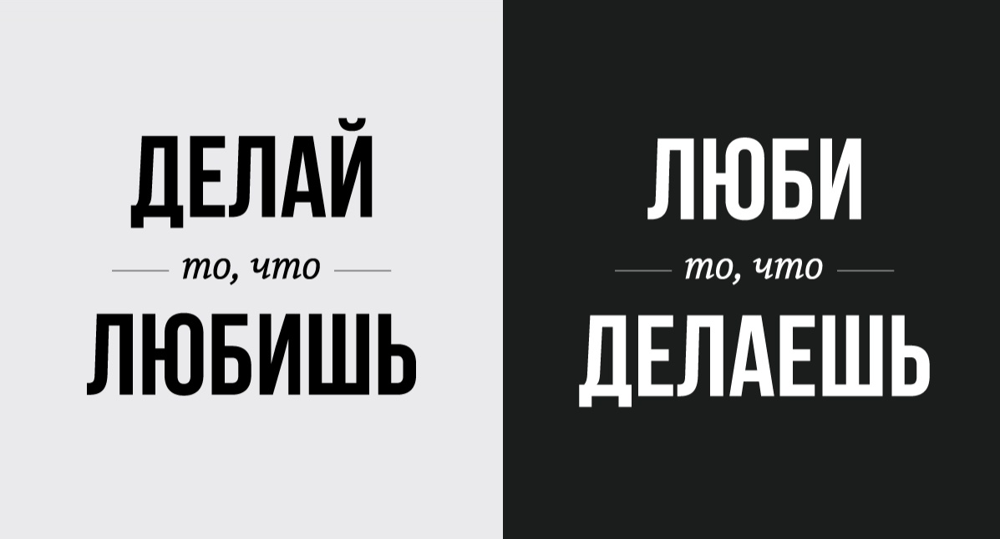 ДЕЛАЙ
то, что
ЛЮБИШЬ
ЛЮБИ
то, что
ДЕЛАЕШЬ